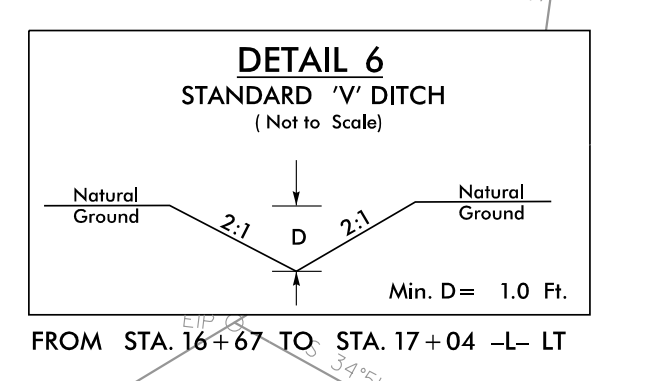 DETAIL 6
STANDARD 'V' DITCH
(Not to Scale)
Natural
Ground
2:1
D
2:1
Natural
Ground
Min. D= 1.0 Ft.
EIP
FROM STA. 16+67 TO STA. 17+04 -L- LT